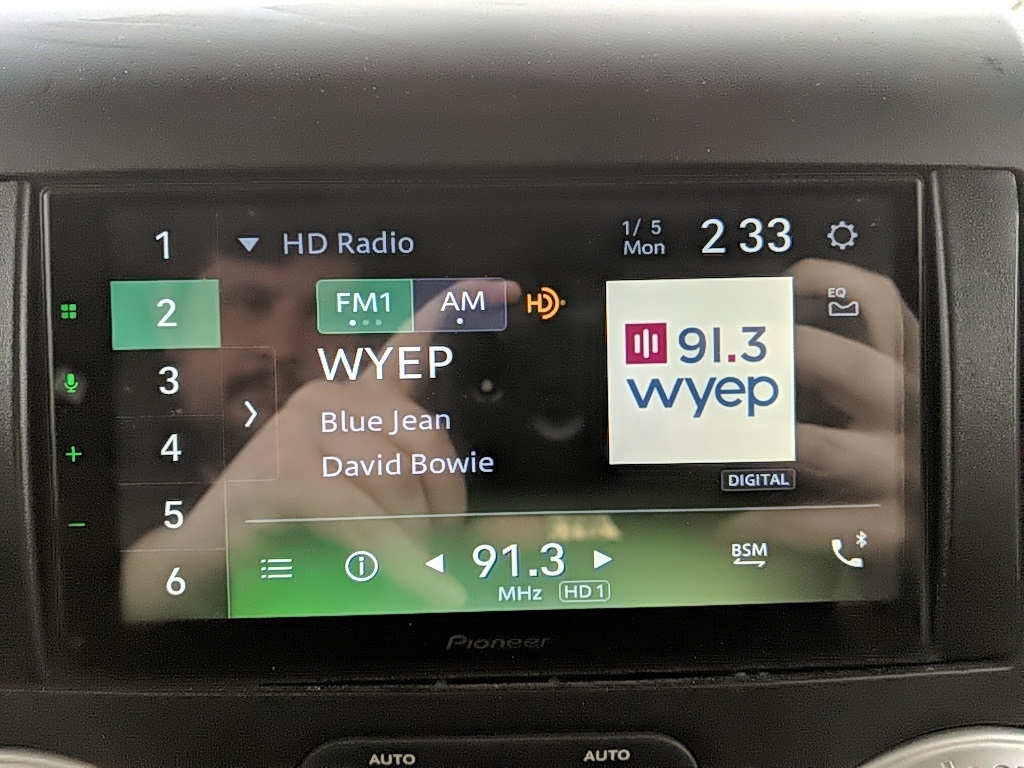 1
HD Radio
1/ 5
Mon
2 33
2
FM1
AM
HD
EQ
3
WYEP
91.3
wyep
4
Blue Jean
David Bowie
DIGITAL
5
6
91.3
MHz
HD 1
BSM
Pioneer
AUTO
AUTO